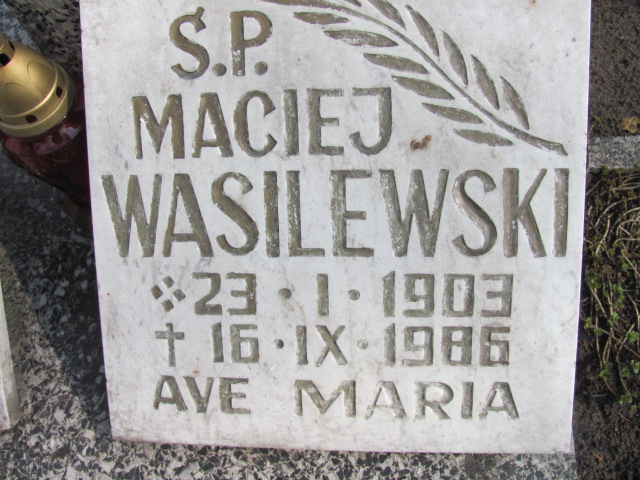 Ś.P.
MACIEJ
WASILEWSKI
23·I·1903
† 16·IX·1986
AVE MARIA